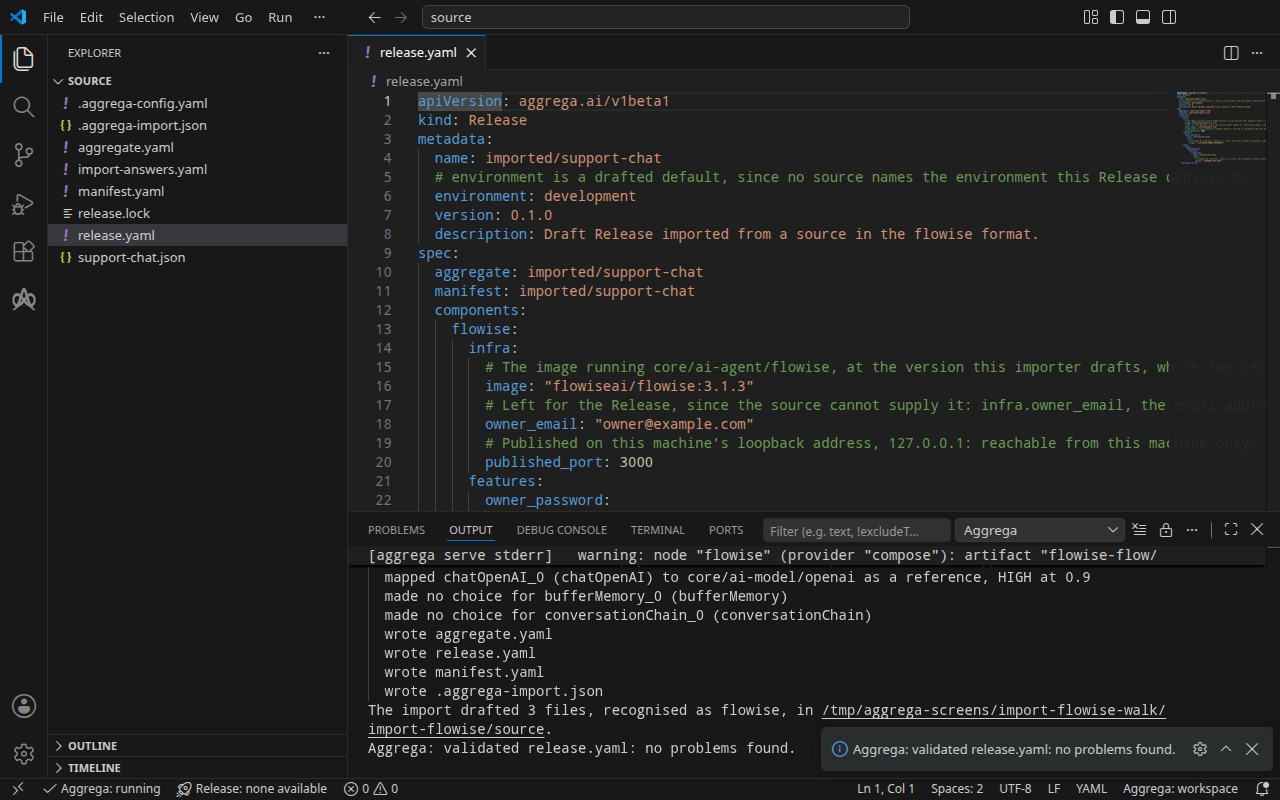 File Edit Selection View Go Run ···
source
EXPLORER
SOURCE
.aggrega-config.yaml
.aggrega-import.json
aggregate.yaml
import-answers.yaml
manifest.yaml
release.lock
release.yaml
support-chat.json
OUTLINE
TIMELINE
release.yaml
release.yaml
1 apiVersion: aggrega.ai/v1beta1
2 kind: Release
3 metadata:
4 name: imported/support-chat
5 # environment is a drafted default, since no source names the environment this Release deploys to:
6 environment: development
7 version: 0.1.0
8 description: Draft Release imported from a source in the flowise format.
9 spec:
10 aggregate: imported/support-chat
11 manifest: imported/support-chat
12 components:
13 flowise:
14 infra:
15 # The image running core/ai-agent/flowise, at the version this importer drafts, which the cat
16 image: "flowiseai/flowise:3.1.3"
17 # Left for the Release, since the source cannot supply it: infra.owner_email, the email addre
18 owner_email: "owner@example.com"
19 # Published on this machine's loopback address, 127.0.0.1: reachable from this machine only.
20 published_port: 3000
21 features:
22 owner_password:
PROBLEMS OUTPUT DEBUG CONSOLE TERMINAL PORTS
Filter (e.g. text, !excludeT...
Aggrega
[aggrega serve stderr] warning: node "flowise" (provider "compose"): artifact "flowise-flow/
mapped chatOpenAI_0 (chatOpenAI) to core/ai-model/openai as a reference, HIGH at 0.9
made no choice for bufferMemory_0 (bufferMemory)
made no choice for conversationChain_0 (conversationChain)
wrote aggregate.yaml
wrote release.yaml
wrote manifest.yaml
wrote .aggrega-import.json
The import drafted 3 files, recognised as flowise, in /tmp/aggrega-screens/import-flowise-walk/
import-flowise/source.
Aggrega: validated release.yaml: no problems found.
Aggrega: validated release.yaml: no problems found.
Aggrega: running Release: none available 0 0
Ln 1, Col 1 Spaces: 2 UTF-8 LF YAML Aggrega: workspace